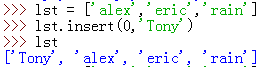 >>> lst = ['alex','eric','rain']
>>> lst.insert(0,'Tony')
>>> lst
['Tony', 'alex', 'eric', 'rain']